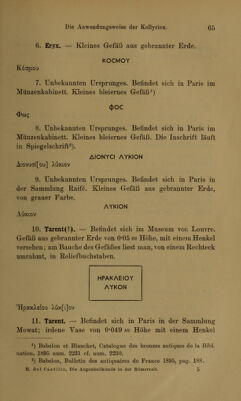 Die Anwendungsweise der Kollyrien. 65
6. Eryx. — Kleines Gefäß aus gebrannter Erde.
ΚΟCΜΟΥ
Κόσμου
7. Unbekannten Ursprunges. Befindet sich in Paris im
Münzenkabinett. Kleines bleiernes Gefäß¹)
ΦΟC
Φως
8. Unbekannten Ursprunges. Befindet sich in Paris im
Münzenkabinett. Kleines bleiernes Gefäß. Die Inschrift läuft
in Spiegelschrift²).
ΔΙΟΝΥCΙ ΛΥΚΙΟΝ
Διονυσί[ου] λύκιον
9. Unbekannten Ursprunges. Befindet sich in Paris in
der Sammlung Raifé. Kleines Gefäß aus gebrannter Erde,
von grauer Farbe.
ΛΥΚΙΟΝ
Λύκιον
10. Tarent(?). — Befindet sich im Museum von Louvre.
Gefäß aus gebrannter Erde von 0·05 m Höhe, mit einem Henkel
versehen; am Bauche des Gefäßes liest man, von einem Rechteck
umrahmt, in Reliefbuchstaben.
ΗΡΑΚΛΕΙΟΥ
ΛΥΚΟΝ
Ἡρακλείου λύκ[ι]ον
11. Tarent. — Befindet sich in Paris in der Sammlung
Mowat; irdene Vase von 0·049 m Höhe mit einem Henkel
¹) Babelon et Blanchet, Catalogue des bronzes antiques de la Bibl.
nation. 1895 num. 2231 cf. num. 2230.
²) Babelon, Bulletin des antiquaires de France 1895, pag. 188.
R. del Castillo, Die Augenheilkunde in der Römerzeit. 5